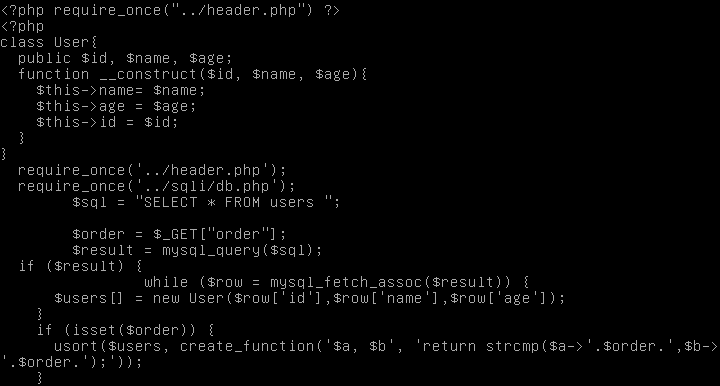 <?php require_once("../header.php") ?>
<?php
class User{
  public $id, $name, $age;
  function __construct($id, $name, $age){
    $this->name= $name;
    $this->age = $age;
    $this->id = $id;
  }
}
  require_once('../header.php');
  require_once('../sqli/db.php');
        $sql = "SELECT * FROM users ";

        $order = $_GET["order"];
        $result = mysql_query($sql);
  if ($result) {
                while ($row = mysql_fetch_assoc($result)) {
      $users[] = new User($row['id'],$row['name'],$row['age']);
    }
    if (isset($order)) {
      usort($users, create_function('$a, $b', 'return strcmp($a->'.$order.',$b->
'.$order.');'));
    }